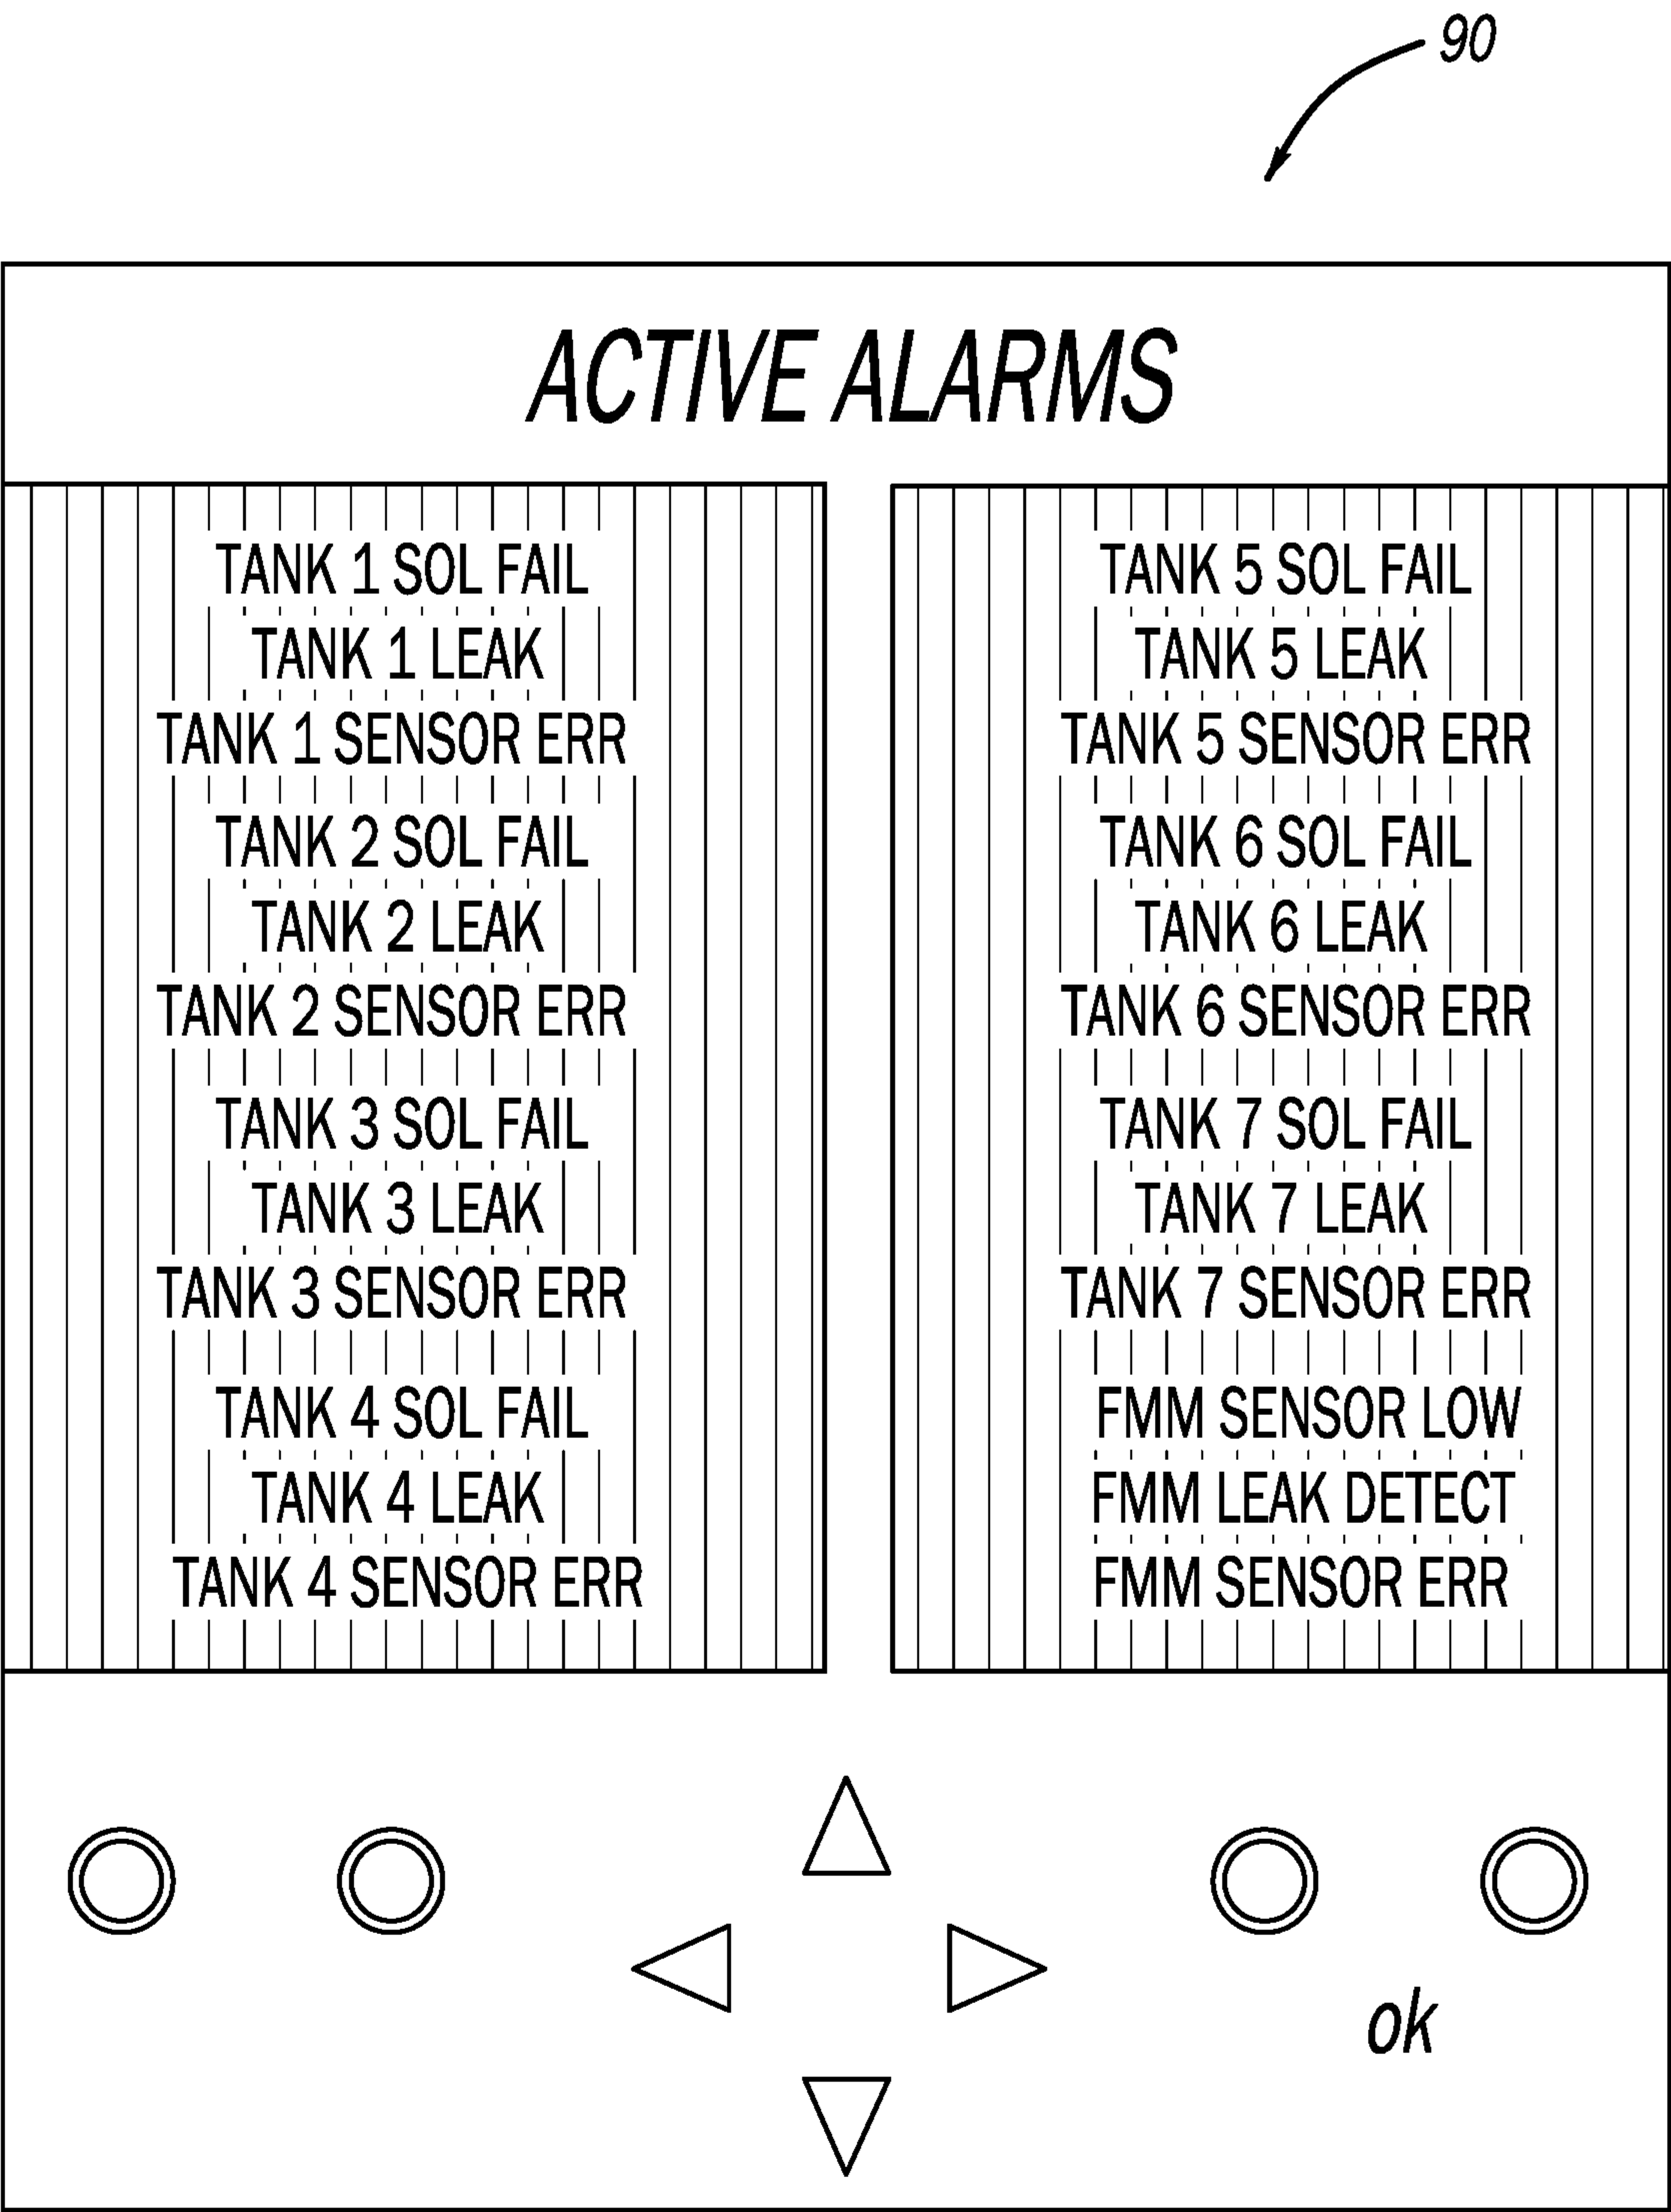 90
ACTIVE ALARMS
TANK 1 SOL FAIL
TANK 1 LEAK
TANK 1 SENSOR ERR
TANK 2 SOL FAIL
TANK 2 LEAK
TANK 2 SENSOR ERR
TANK 3 SOL FAIL
TANK 3 LEAK
TANK 3 SENSOR ERR
TANK 4 SOL FAIL
TANK 4 LEAK
TANK 4 SENSOR ERR
TANK 5 SOL FAIL
TANK 5 LEAK
TANK 5 SENSOR ERR
TANK 6 SOL FAIL
TANK 6 LEAK
TANK 6 SENSOR ERR
TANK 7 SOL FAIL
TANK 7 LEAK
TANK 7 SENSOR ERR
FMM SENSOR LOW
FMM LEAK DETECT
FMM SENSOR ERR
ok